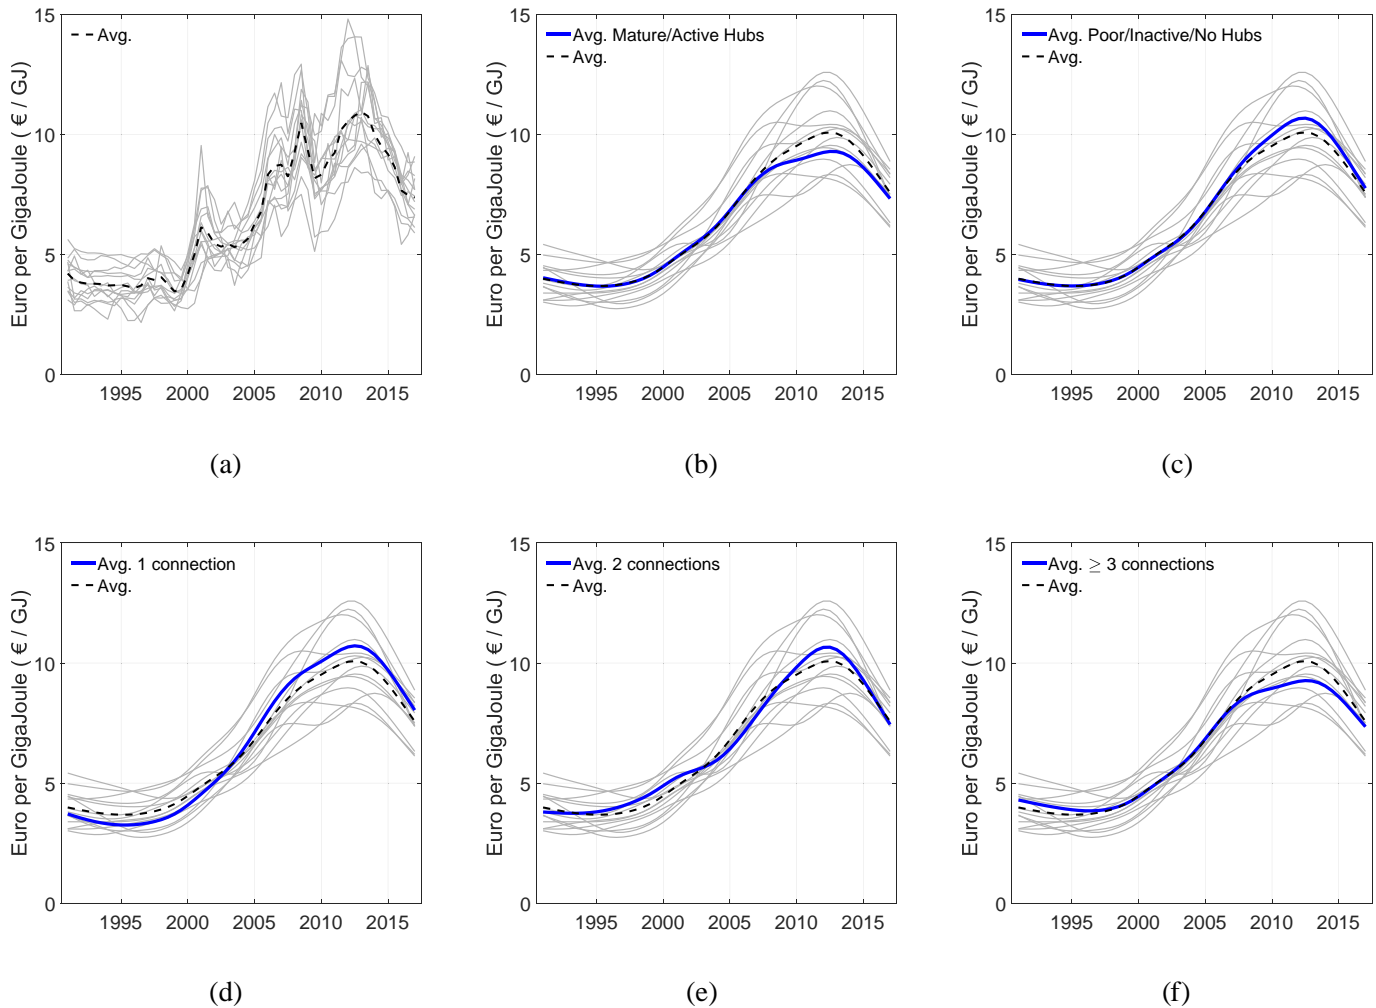 15
Avg.
10
5
0
Euro per GigaJoule ( € / GJ)
1995 2000 2005 2010 2015
(a)
15
Avg. Mature/Active Hubs
Avg.
10
5
0
Euro per GigaJoule ( € / GJ)
1995 2000 2005 2010 2015
(b)
15
Avg. Poor/Inactive/No Hubs
Avg.
10
5
0
Euro per GigaJoule ( € / GJ)
1995 2000 2005 2010 2015
(c)
15
Avg. 1 connection
Avg.
10
5
0
Euro per GigaJoule ( € / GJ)
1995 2000 2005 2010 2015
(d)
15
Avg. 2 connections
Avg.
10
5
0
Euro per GigaJoule ( € / GJ)
1995 2000 2005 2010 2015
(e)
15
Avg. ≥ 3 connections
Avg.
10
5
0
Euro per GigaJoule ( € / GJ)
1995 2000 2005 2010 2015
(f)